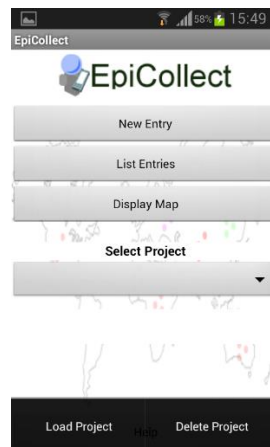 58% 15:49
EpiCollect
EpiCollect
New Entry
List Entries
Display Map
Select Project
Load Project Help Delete Project